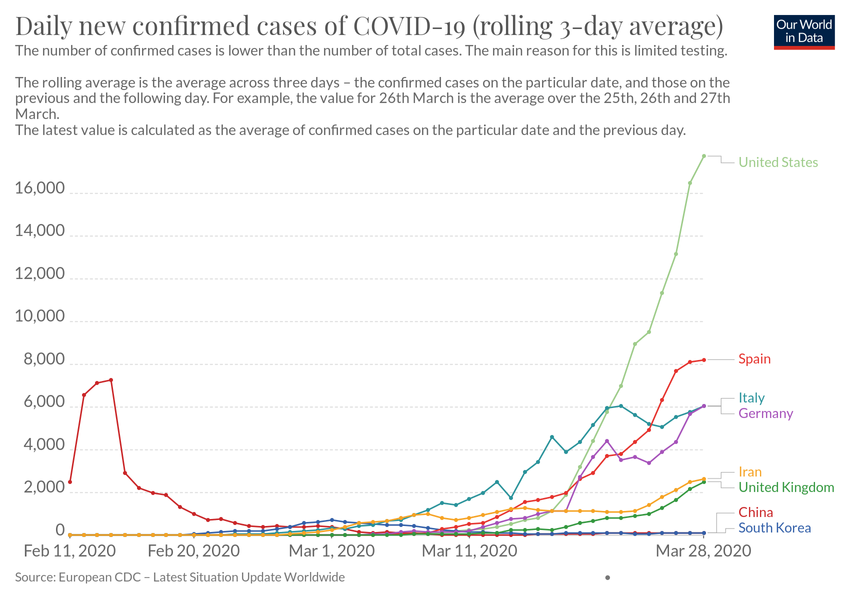 Daily new confirmed cases of COVID-19 (rolling 3-day average)
Our World
in Data
The number of confirmed cases is lower than the number of total cases. The main reason for this is limited testing.
The rolling average is the average across three days – the confirmed cases on the particular date, and those on the
previous and the following day. For example, the value for 26th March is the average over the 25th, 26th and 27th
March.
The latest value is calculated as the average of confirmed cases on the particular date and the previous day.
United States
16,000
14,000
12,000
10,000
8,000
Spain
6,000
Italy
Germany
4,000
2,000
Iran
United Kingdom
0
China
South Korea
Feb 11, 2020 Feb 20, 2020 Mar 1, 2020 Mar 11, 2020 Mar 28, 2020
Source: European CDC – Latest Situation Update Worldwide